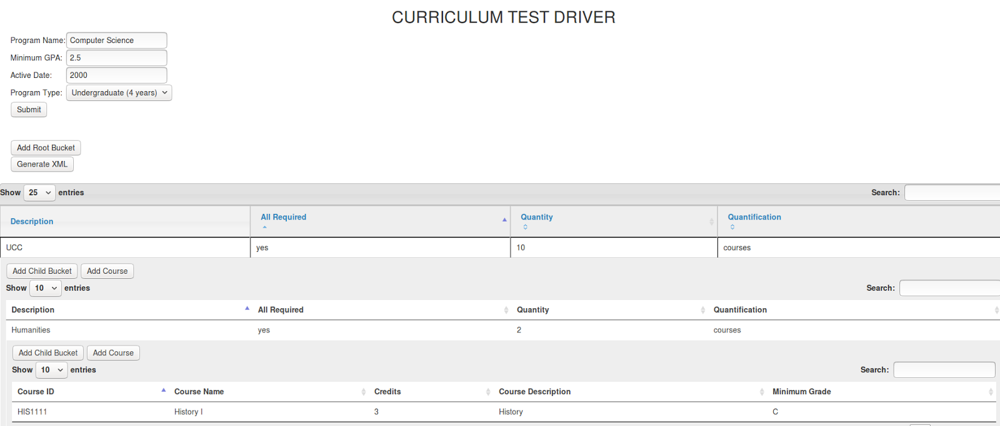 CURRICULUM TEST DRIVER
Program Name: Computer Science
Minimum GPA: 2.5
Active Date: 2000
Program Type: Undergraduate (4 years)
Submit
Add Root Bucket
Generate XML
Show 25 entries Search:
Description All Required Quantity Quantification
UCC yes 10 courses
Add Child Bucket Add Course
Show 10 entries Search:
Description All Required Quantity Quantification
Humanities yes 2 courses
Add Child Bucket Add Course
Show 10 entries Search:
Course ID Course Name Credits Course Description Minimum Grade
HIS1111 History I 3 History C